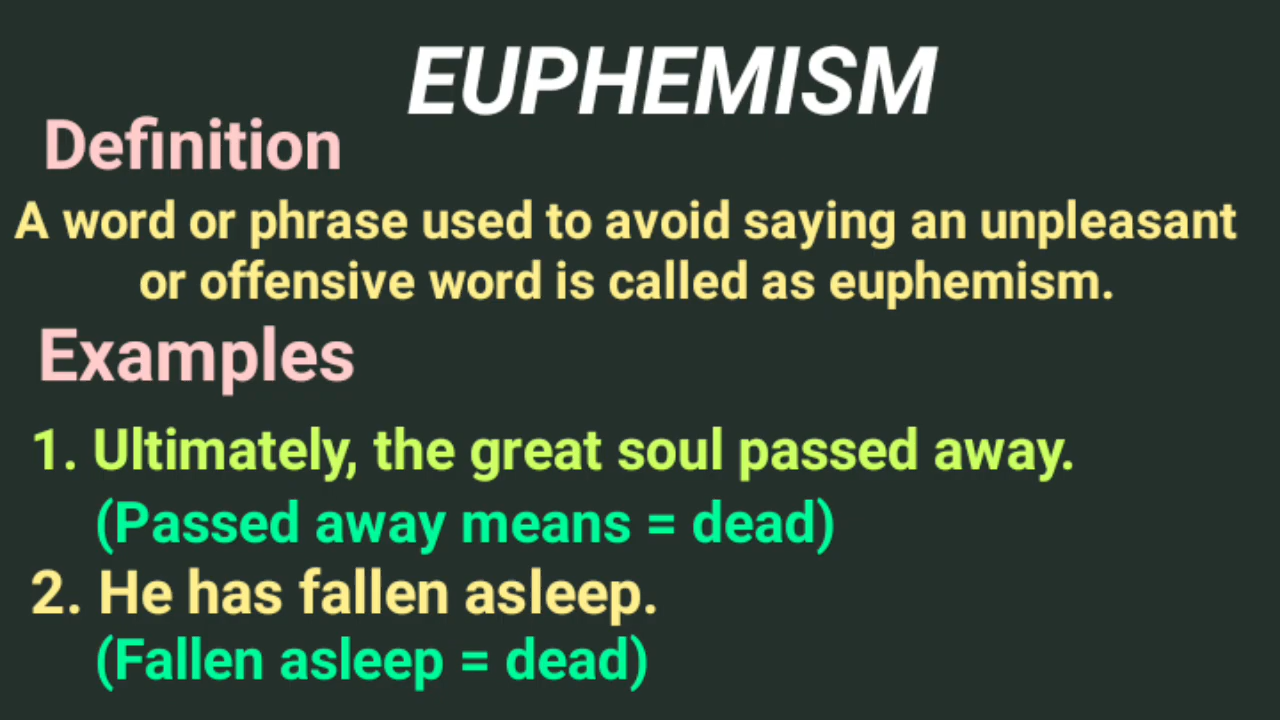 EUPHEMISM
Definition
A word or phrase used to avoid saying an unpleasant
or offensive word is called as euphemism.
Examples
1. Ultimately, the great soul passed away.
(Passed away means = dead)
2. He has fallen asleep.
(Fallen asleep = dead)